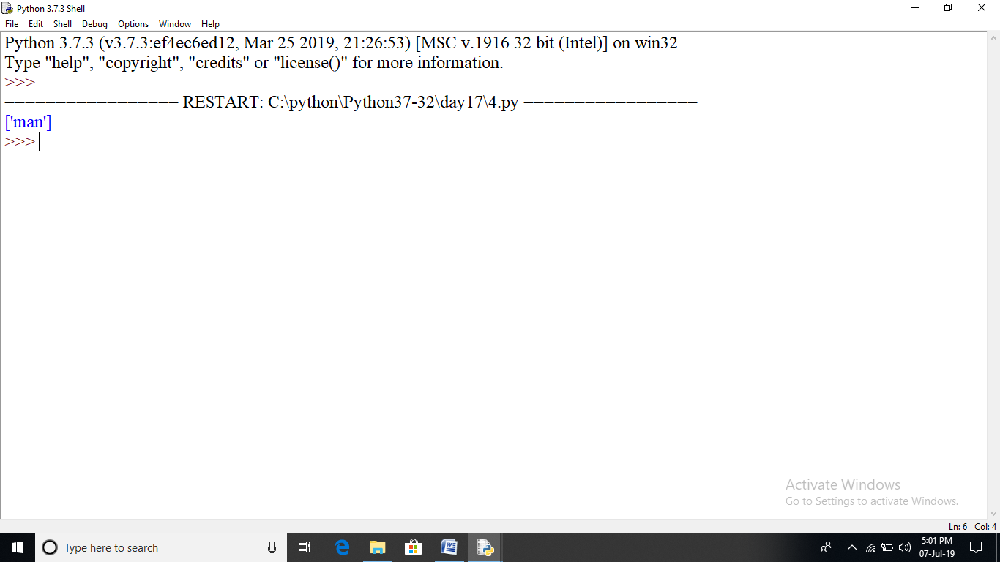 Python 3.7.3 Shell
File Edit Shell Debug Options Window Help
Python 3.7.3 (v3.7.3:ef4ec6ed12, Mar 25 2019, 21:26:53) [MSC v.1916 32 bit (Intel)] on win32
Type "help", "copyright", "credits" or "license()" for more information.
>>>
================= RESTART: C:\python\Python37-32\day17\4.py =================
['man']
>>>
Activate Windows
Go to Settings to activate Windows.
Ln: 6 Col: 4
Type here to search
5:01 PM
07-Jul-19